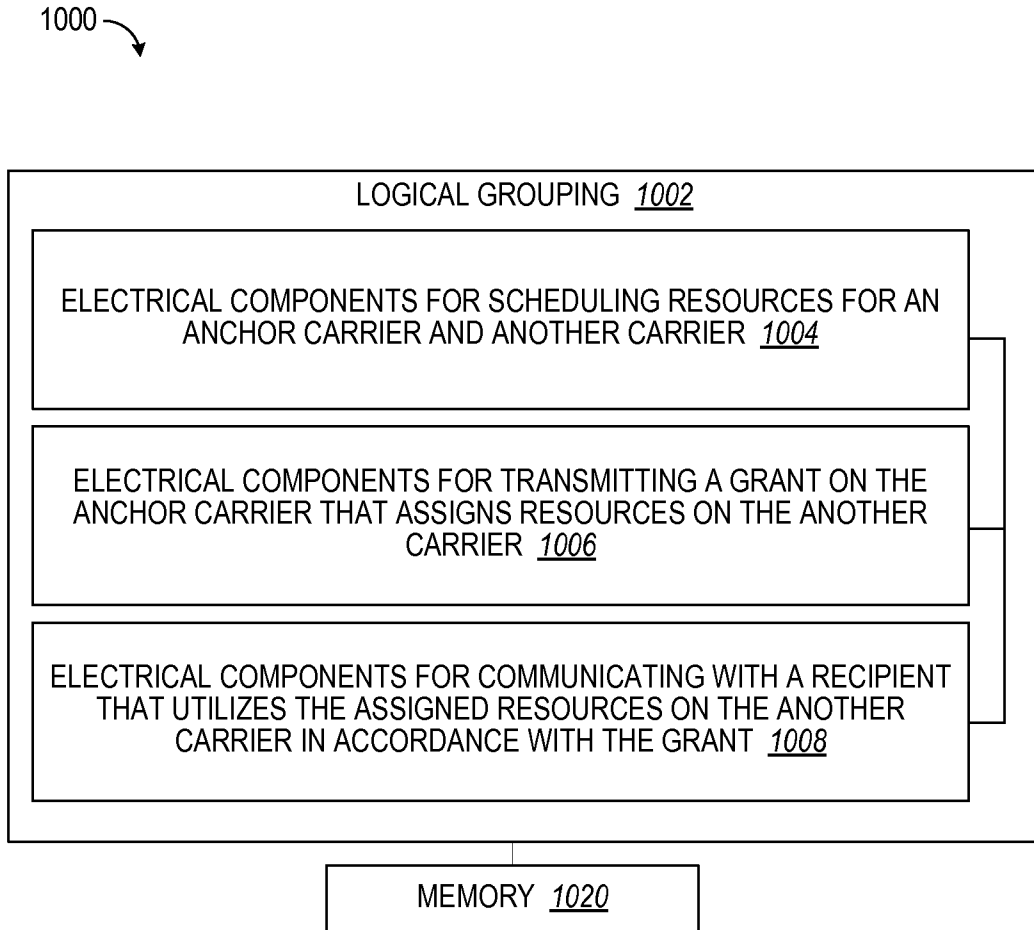 1000
LOGICAL GROUPING 1002
ELECTRICAL COMPONENTS FOR SCHEDULING RESOURCES FOR AN
ANCHOR CARRIER AND ANOTHER CARRIER 1004
ELECTRICAL COMPONENTS FOR TRANSMITTING A GRANT ON THE
ANCHOR CARRIER THAT ASSIGNS RESOURCES ON THE ANOTHER
CARRIER 1006
ELECTRICAL COMPONENTS FOR COMMUNICATING WITH A RECIPIENT
THAT UTILIZES THE ASSIGNED RESOURCES ON THE ANOTHER
CARRIER IN ACCORDANCE WITH THE GRANT 1008
MEMORY 1020